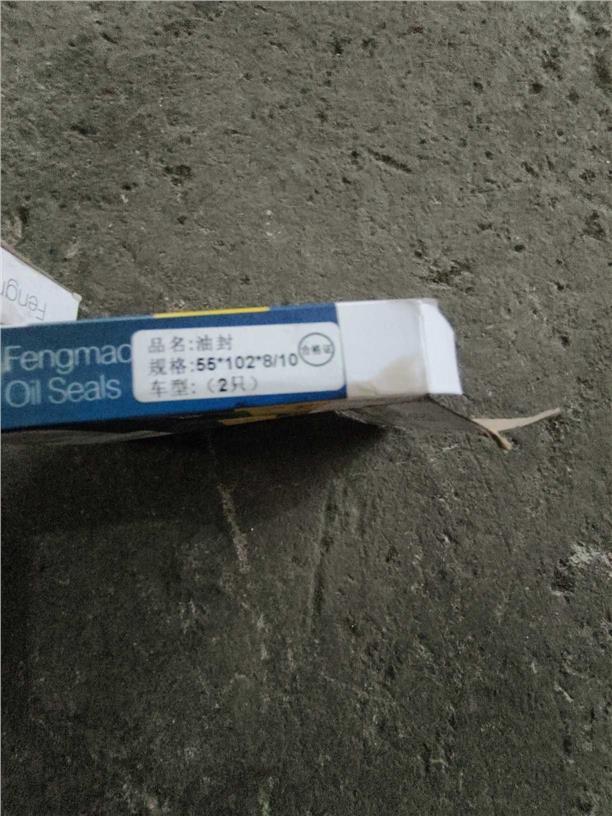 Fengmao
Oil Seals
品名:油封
规格:55*102*8/10
车型:(2只)
合格证